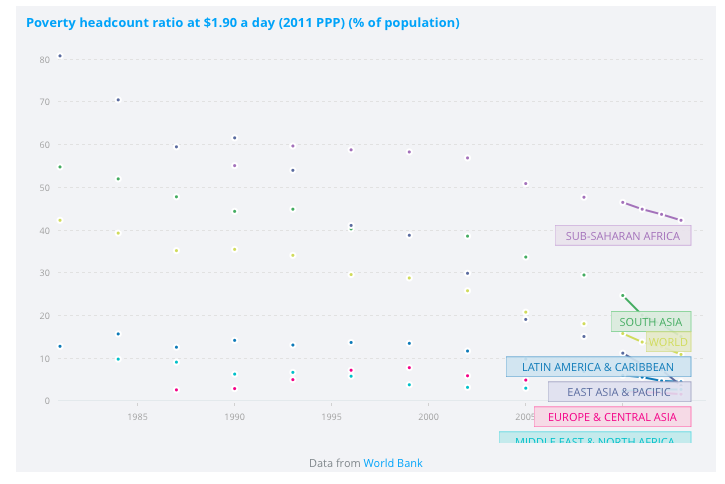 Poverty headcount ratio at $1.90 a day (2011 PPP) (% of population)
80
70
60
50
40
SUB-SAHARAN AFRICA
30
20
SOUTH ASIA
WORLD
10
LATIN AMERICA & CARIBBEAN
EAST ASIA & PACIFIC
0
1985
1990
1995
2000
2005
EUROPE & CENTRAL ASIA
MIDDLE EAST & NORTH AFRICA
Data from World Bank